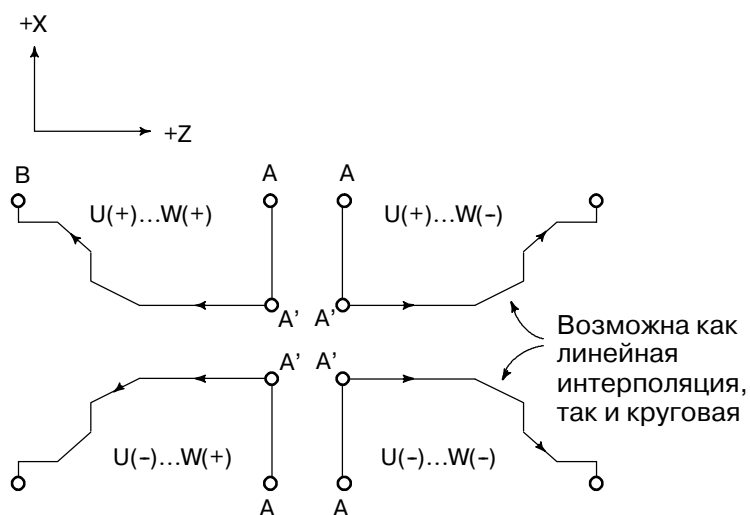 +X
+Z
B
A
A
U(+)...W(+)
U(+)...W(-)
A'
A'
Возможна как
линейная
интерполяция,
так и круговая
A'
A'
U(-)...W(+)
U(-)...W(-)
A
A